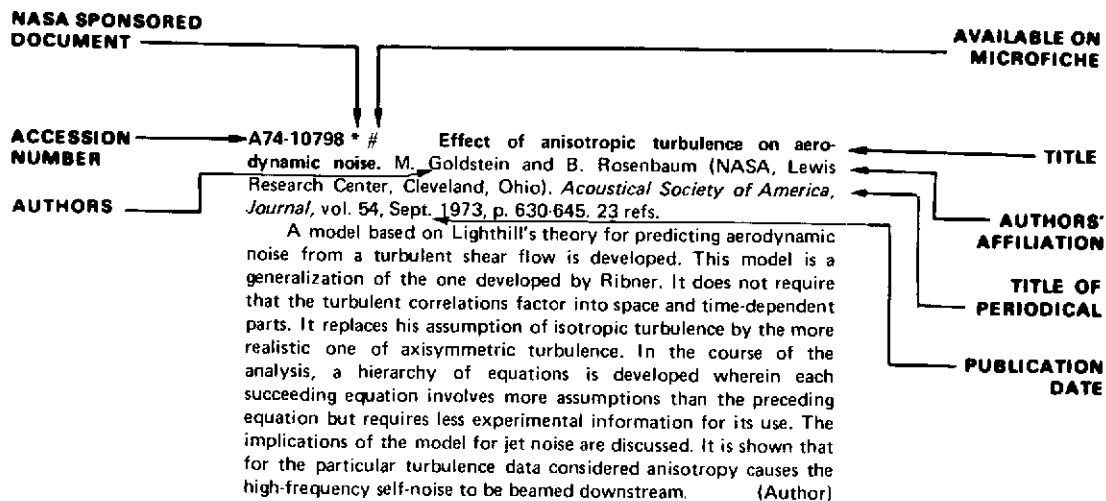 NASA SPONSORED
DOCUMENT
AVAILABLE ON
MICROFICHE
ACCESSION
NUMBER
A74-10798 * # Effect of anisotropic turbulence on aero-
dynamic noise. M. Goldstein and B. Rosenbaum (NASA, Lewis
Research Center, Cleveland, Ohio). Acoustical Society of America,
Journal, vol. 54, Sept. 1973, p. 630-645. 23 refs.
TITLE
AUTHORS
AUTHORS'
AFFILIATION
TITLE OF
PERIODICAL
PUBLICATION
DATE
A model based on Lighthill's theory for predicting aerodynamic
noise from a turbulent shear flow is developed. This model is a
generalization of the one developed by Ribner. It does not require
that the turbulent correlations factor into space and time-dependent
parts. It replaces his assumption of isotropic turbulence by the more
realistic one of axisymmetric turbulence. In the course of the
analysis, a hierarchy of equations is developed wherein each
succeeding equation involves more assumptions than the preceding
equation but requires less experimental information for its use. The
implications of the model for jet noise are discussed. It is shown that
for the particular turbulence data considered anisotropy causes the
high-frequency self-noise to be beamed downstream. (Author)